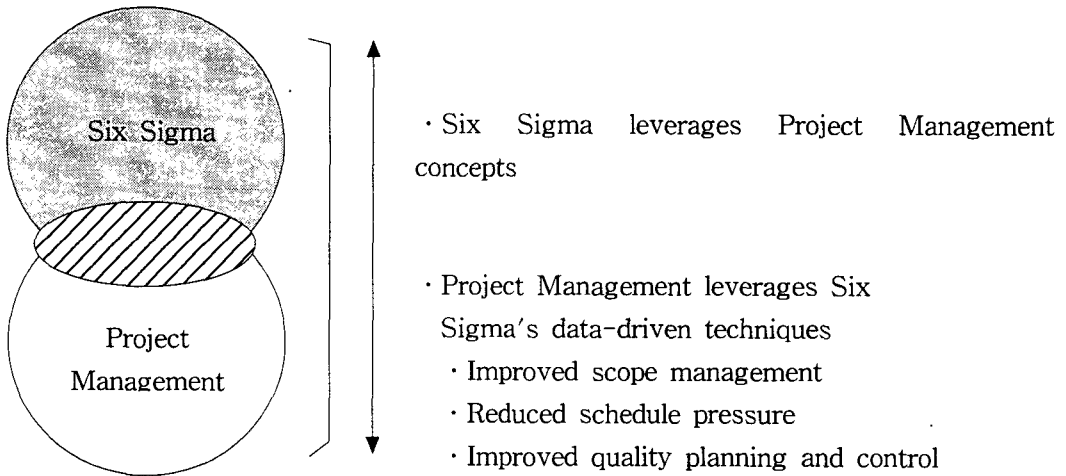 Six Sigma
Project
Management
· Six Sigma leverages Project Management
concepts
· Project Management leverages Six
Sigma's data-driven techniques
· Improved scope management
· Reduced schedule pressure
· Improved quality planning and control